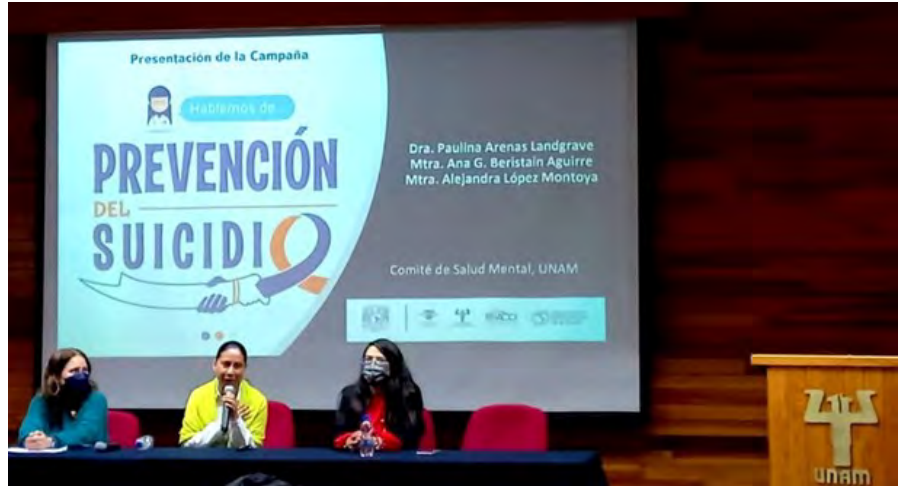 Presentación de la Campaña
Hablamos de...
PREVENCIÓN
DEL
SUICIDIO
Dra. Paulina Arenas Landgrave
Mtra. Ana G. Beristain Aguirre
Mtra. Alejandra López Montoya
Comité de Salud Mental, UNAM
unam